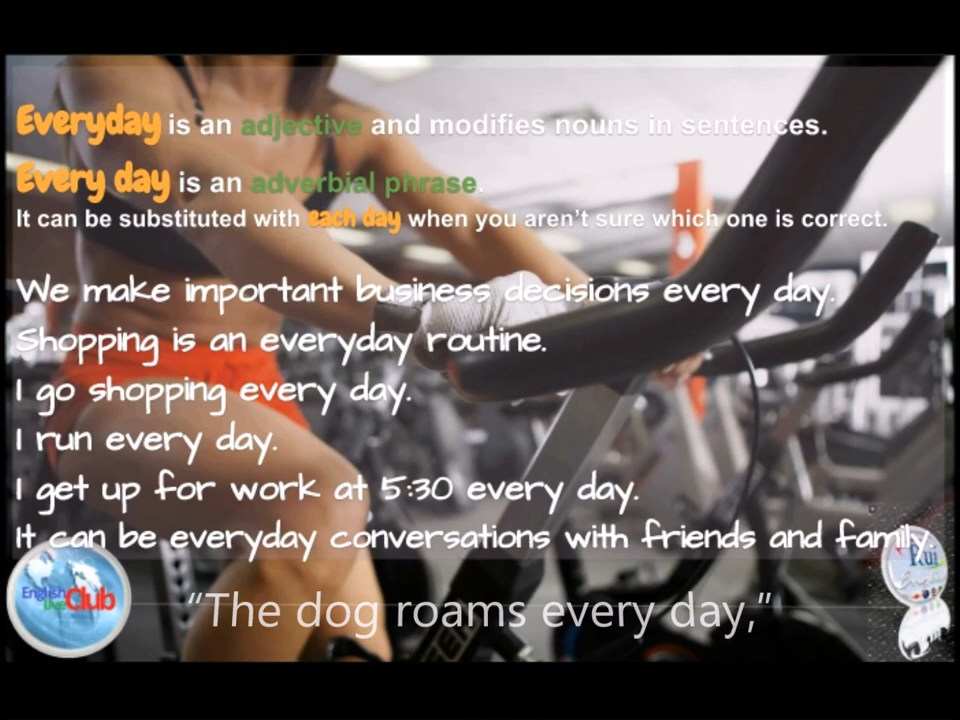 Everyday is an adjective and modifies nouns in sentences.
Every day is an adverbial phrase.
It can be substituted with each day when you aren't sure which one is correct.
We make important business decisions every day.
Shopping is an everyday routine.
I go shopping every day.
I run every day.
I get up for work at 5:30 every day.
It can be everyday conversations with friends and family.
English
Live Club
Rui
“The dog roams every day,”